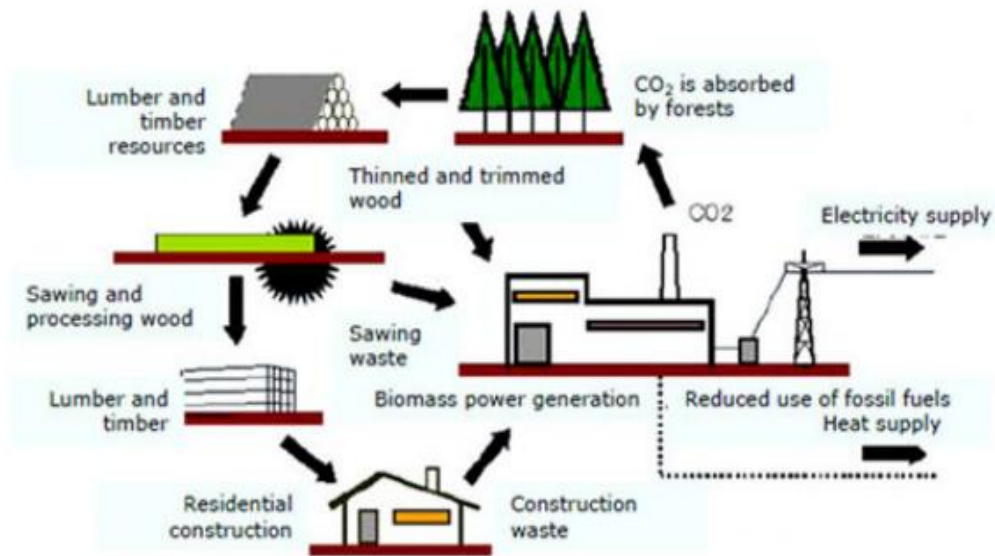 CO₂ is absorbed
by forests
Lumber and
timber
resources
Thinned and trimmed
wood
CO2
Electricity supply
Sawing and
processing wood
Sawing
waste
Lumber and
timber
Biomass power generation
Reduced use of fossil fuels
Heat supply
Residential
construction
Construction
waste